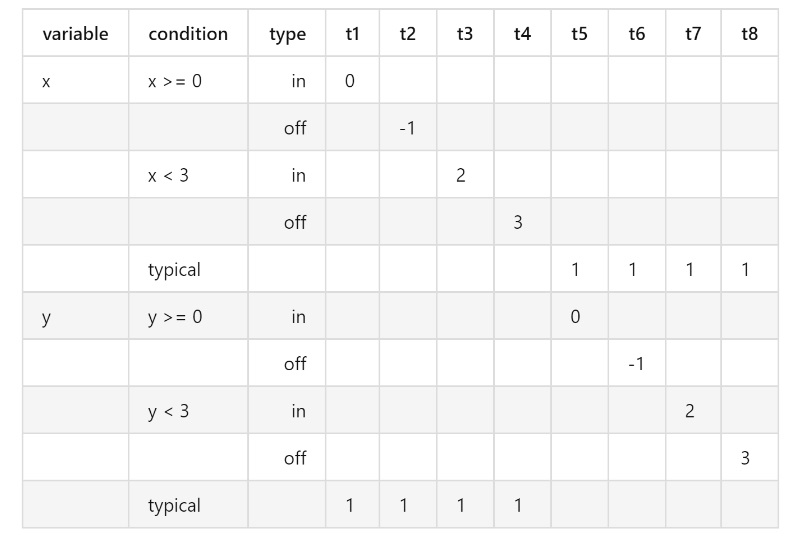 variable condition type t1 t2 t3 t4 t5 t6 t7 t8
x x >= 0 in 0
off -1
x < 3 in 2
off 3
typical 1 1 1 1
y y >= 0 in 0
off -1
y < 3 in 2
off 3
typical 1 1 1 1